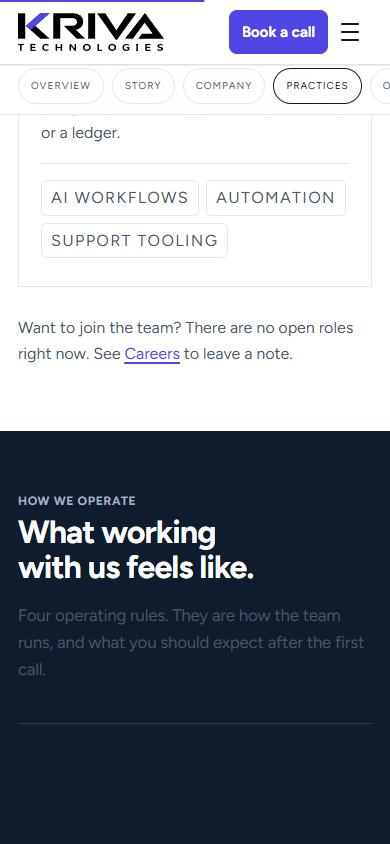 KRIVA
TECHNOLOGIES
Book a call
OVERVIEW
STORY
COMPANY
PRACTICES
or a ledger.
AI WORKFLOWS
AUTOMATION
SUPPORT TOOLING
Want to join the team? There are no open roles
right now. See Careers to leave a note.
HOW WE OPERATE
What working
with us feels like.
Four operating rules. They are how the team
runs, and what you should expect after the first
call.